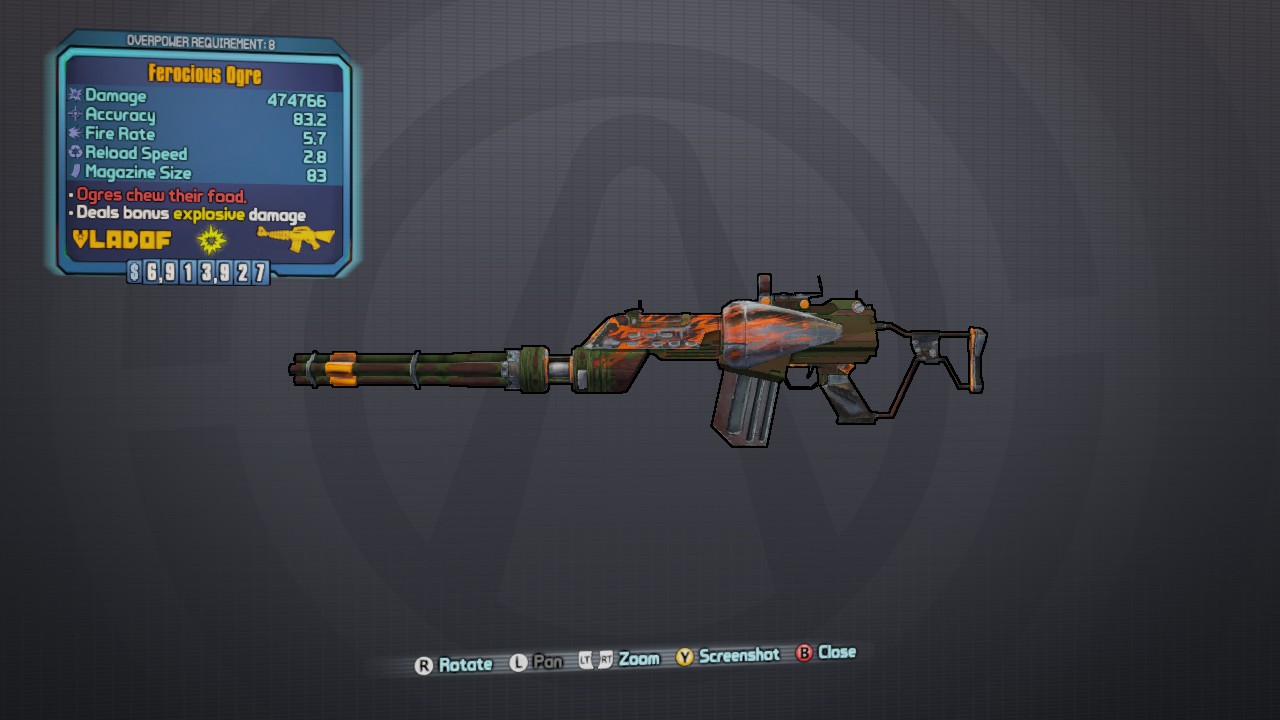 OVERPOWER REQUIREMENT: 8
Ferocious Ogre
Damage 474766
Accuracy 83.2
Fire Rate 5.7
Reload Speed 2.8
Magazine Size 83
• Ogres chew their food.
• Deals bonus explosive damage
VLADOF
$ 6,913,927
R Rotate L Pan LT RT Zoom Y Screenshot B Close